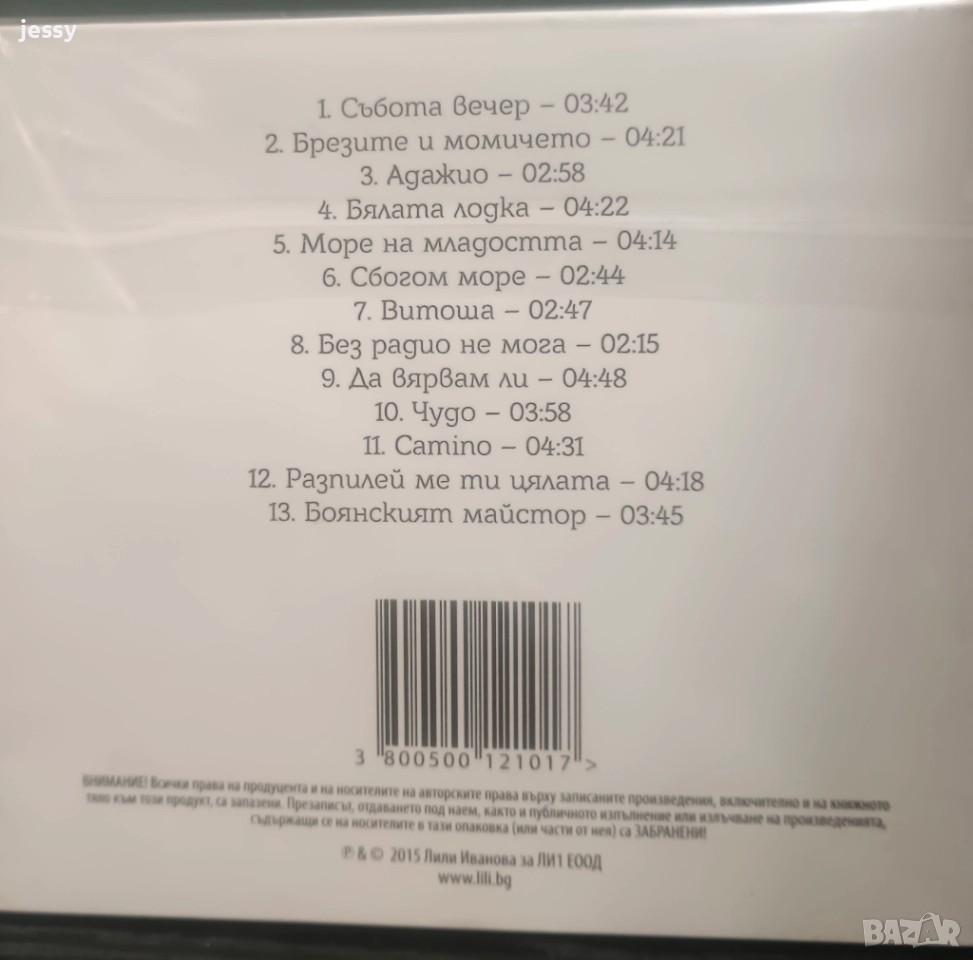 jessy
1. Събота вечер – 03:42
2. Брезите и момичето – 04:21
3. Адажио – 02:58
4. Бялата лодка – 04:22
5. Море на младостта – 04:14
6. Сбогом море – 02:44
7. Витоша – 02:47
8. Без радио не мога – 02:15
9. Да вярвам ли – 04:48
10. Чудо – 03:58
11. Camino – 04:31
12. Разпилей ме ти цялата – 04:18
13. Боянският майстор – 03:45
3 800500 121017 >
ВНИМАНИЕ! Всички права на продуцента и на носителите на авторските права върху записаните произведения, включително и на книжното
тяло към този продукт, са запазени. Презаписът, отдаването под наем, както и публичното изпълнение или излъчване на произведенията,
съдържащи се на носителите в тази опаковка (или части от нея) са ЗАБРАНЕНИ!
℗ & © 2015 Лили Иванова за ЛИ1 ЕООД
www.lili.bg
BAZAR